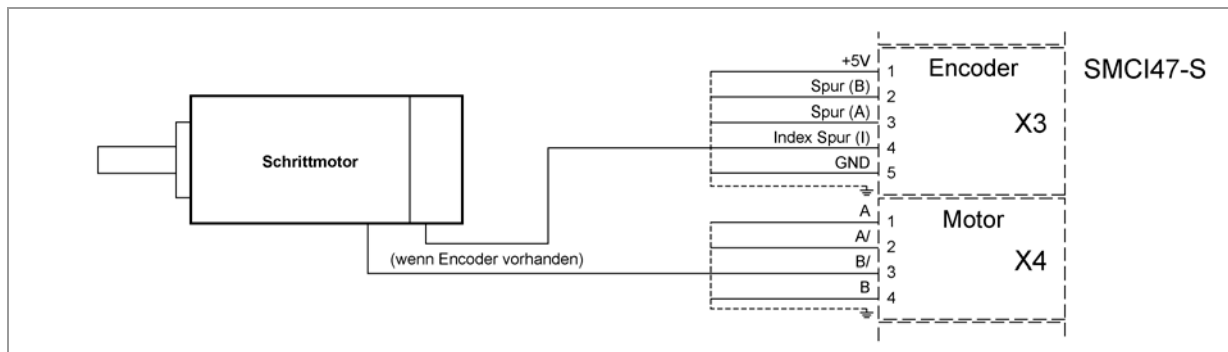 +5V
1
Encoder
SMCI47-S
Spur (B)
2
Spur (A)
3
X3
Index Spur (I)
4
GND
5
Schrittmotor
A
1
Motor
A/
2
(wenn Encoder vorhanden)
B/
3
X4
B
4